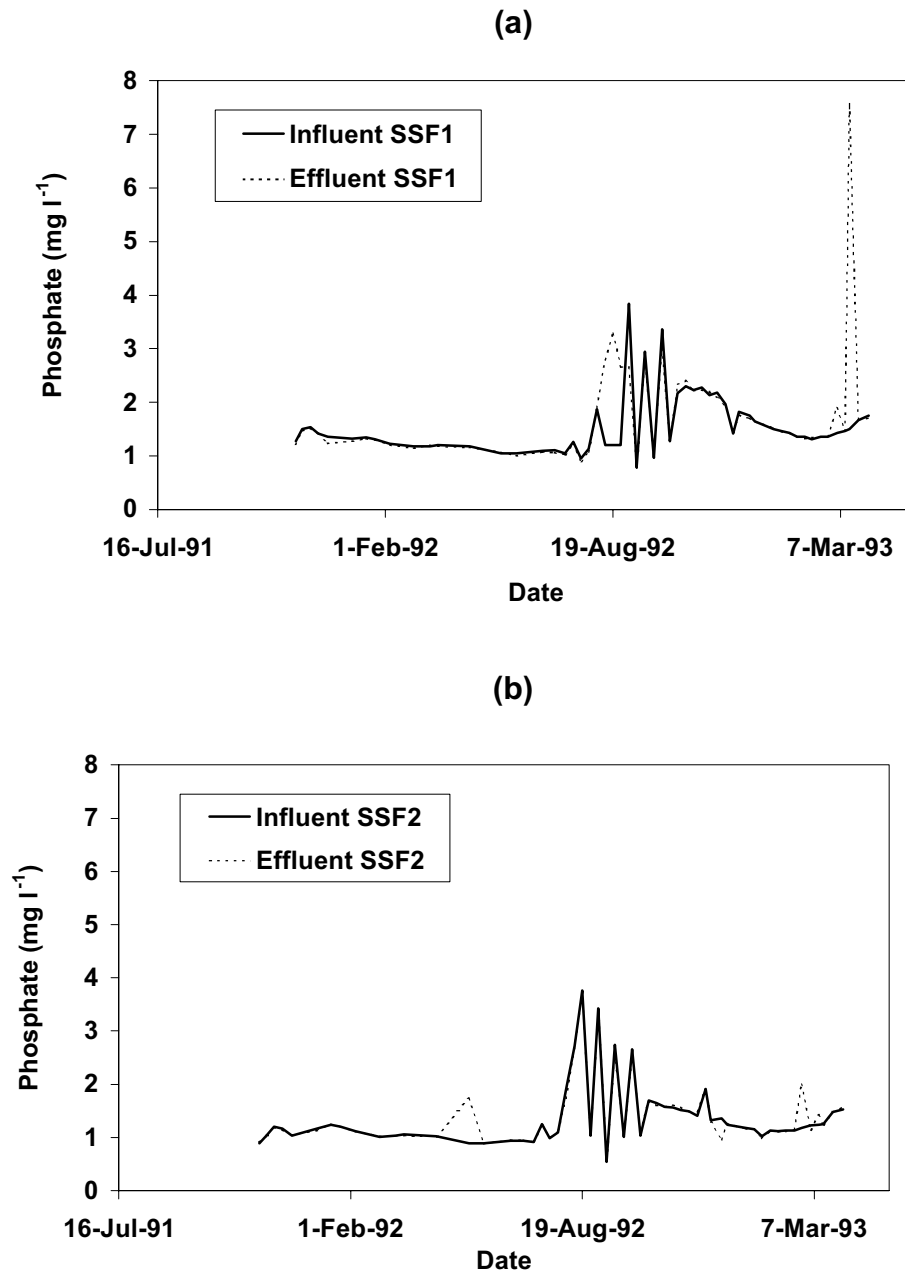 (a)
8
7
6
5
4
3
2
1
0
Phosphate (mg l⁻¹)
Influent SSF1
Effluent SSF1
16-Jul-91 1-Feb-92 19-Aug-92 7-Mar-93
Date
(b)
8
7
6
5
4
3
2
1
0
Phosphate (mg l⁻¹)
Influent SSF2
Effluent SSF2
16-Jul-91 1-Feb-92 19-Aug-92 7-Mar-93
Date